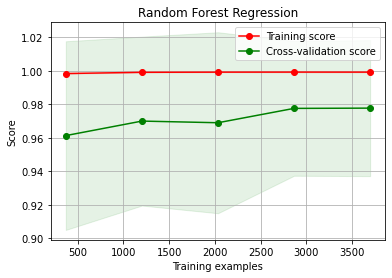 Random Forest Regression
Training score
Cross-validation score
1.02
1.00
0.98
0.96
0.94
0.92
0.90
Score
500 1000 1500 2000 2500 3000 3500
Training examples